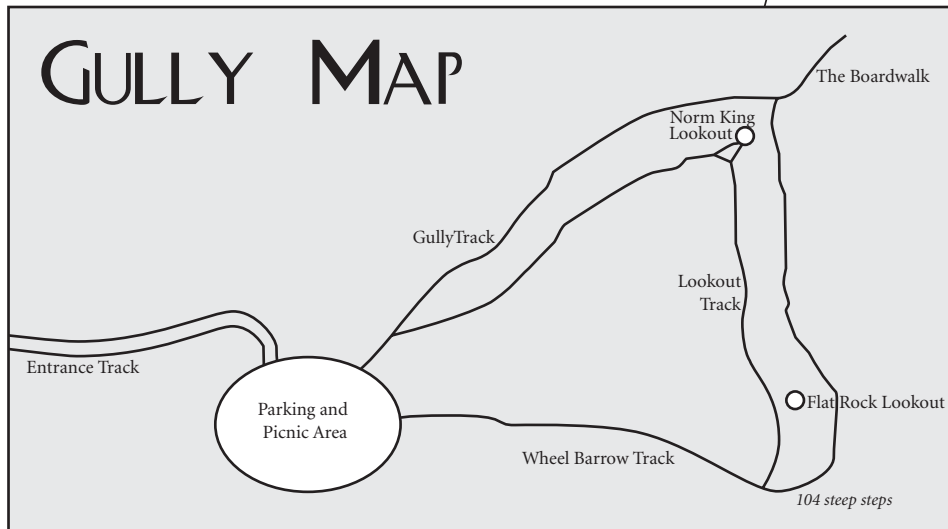 GULLY MAP
The Boardwalk
Norm King
Lookout
GullyTrack
Lookout
Track
Entrance Track
Parking and
Picnic Area
Flat Rock Lookout
Wheel Barrow Track
104 steep steps